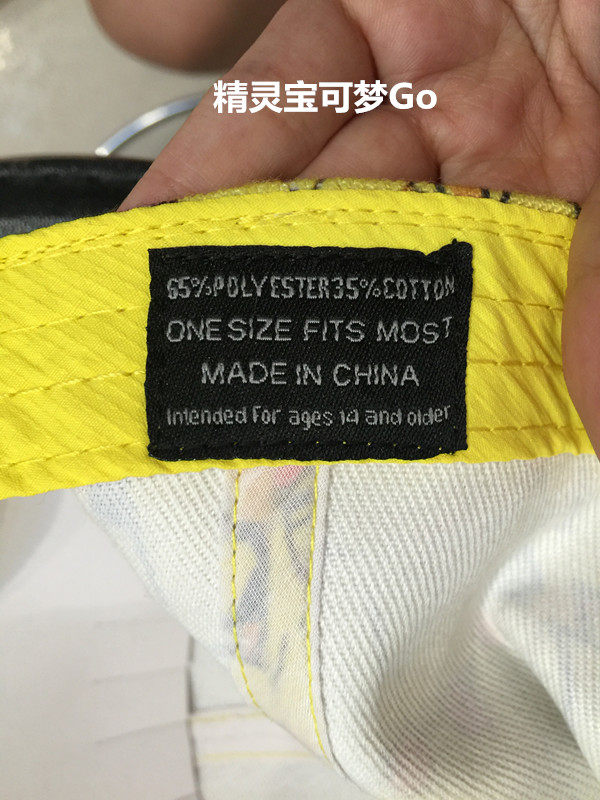 精灵宝可梦Go
65%POLYESTER35%COTTON
ONE SIZE FITS MOST
MADE IN CHINA
Intended For ages 14 and older